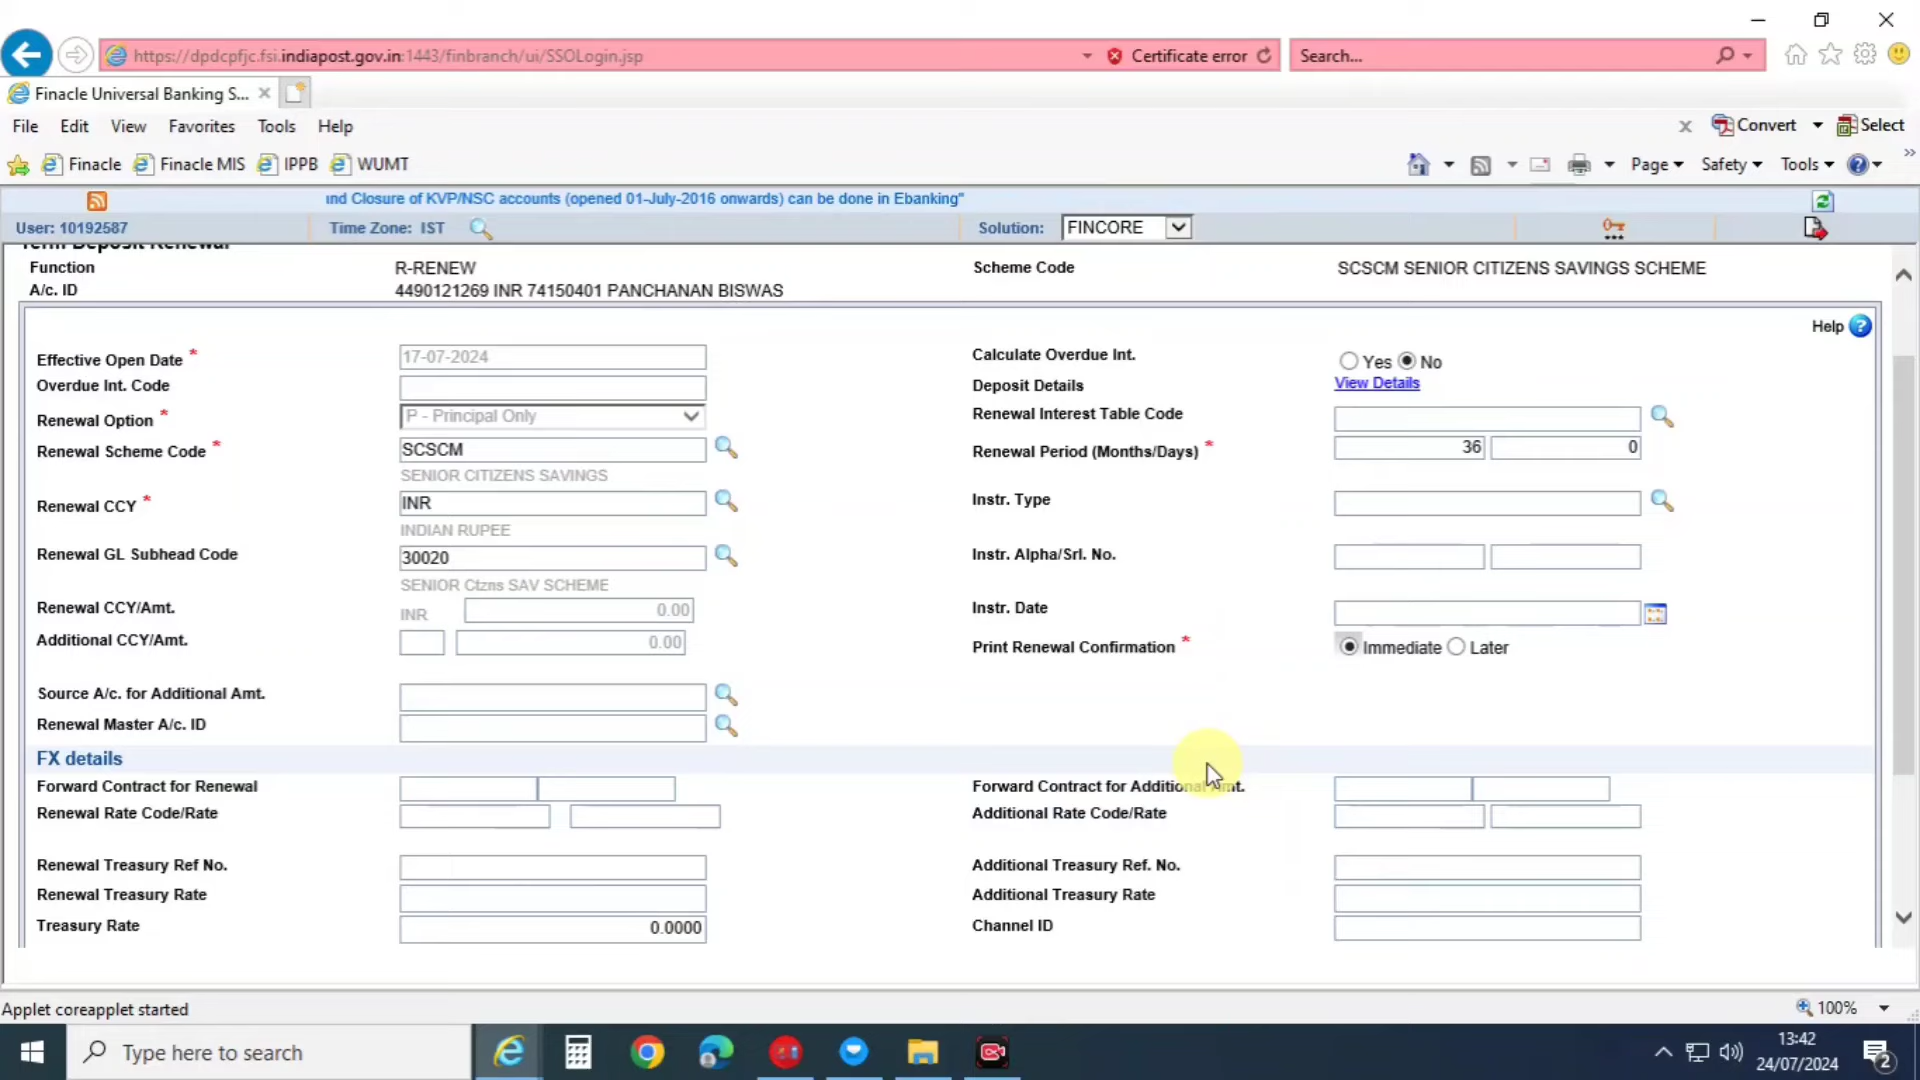 https://dpdcpfjc.fsi.indiapost.gov.in:1443/finbranch/ui/SSOLogin.jsp
Certificate error
Search...
Finacle Universal Banking S...
File Edit View Favorites Tools Help
Convert
Select
Finacle Finacle MIS IPPB WUMT
Page Safety Tools
und Closure of KVP/NSC accounts (opened 01-July-2016 onwards) can be done in Ebanking"
User: 10192587 Time Zone: IST Solution: FINCORE
Term Deposit Renewal
Function R-RENEW Scheme Code SCSCM SENIOR CITIZENS SAVINGS SCHEME
A/c. ID 4490121269 INR 74150401 PANCHANAN BISWAS
Help ?
Effective Open Date * 17-07-2024 Calculate Overdue Int. Yes No
Overdue Int. Code Deposit Details View Details
Renewal Option * P - Principal Only Renewal Interest Table Code
Renewal Scheme Code * SCSCM Renewal Period (Months/Days) * 36 0
SENIOR CITIZENS SAVINGS
Renewal CCY * INR Instr. Type
INDIAN RUPEE
Renewal GL Subhead Code 30020 Instr. Alpha/Srl. No.
SENIOR Ctzns SAV SCHEME
Renewal CCY/Amt. INR 0.00 Instr. Date
Additional CCY/Amt. 0.00 Print Renewal Confirmation * Immediate Later
Source A/c. for Additional Amt.
Renewal Master A/c. ID
FX details
Forward Contract for Renewal Forward Contract for Additional Amt.
Renewal Rate Code/Rate Additional Rate Code/Rate
Renewal Treasury Ref No. Additional Treasury Ref. No.
Renewal Treasury Rate Additional Treasury Rate
Treasury Rate 0.0000 Channel ID
Applet coreapplet started
100%
Type here to search
13:42
24/07/2024
2